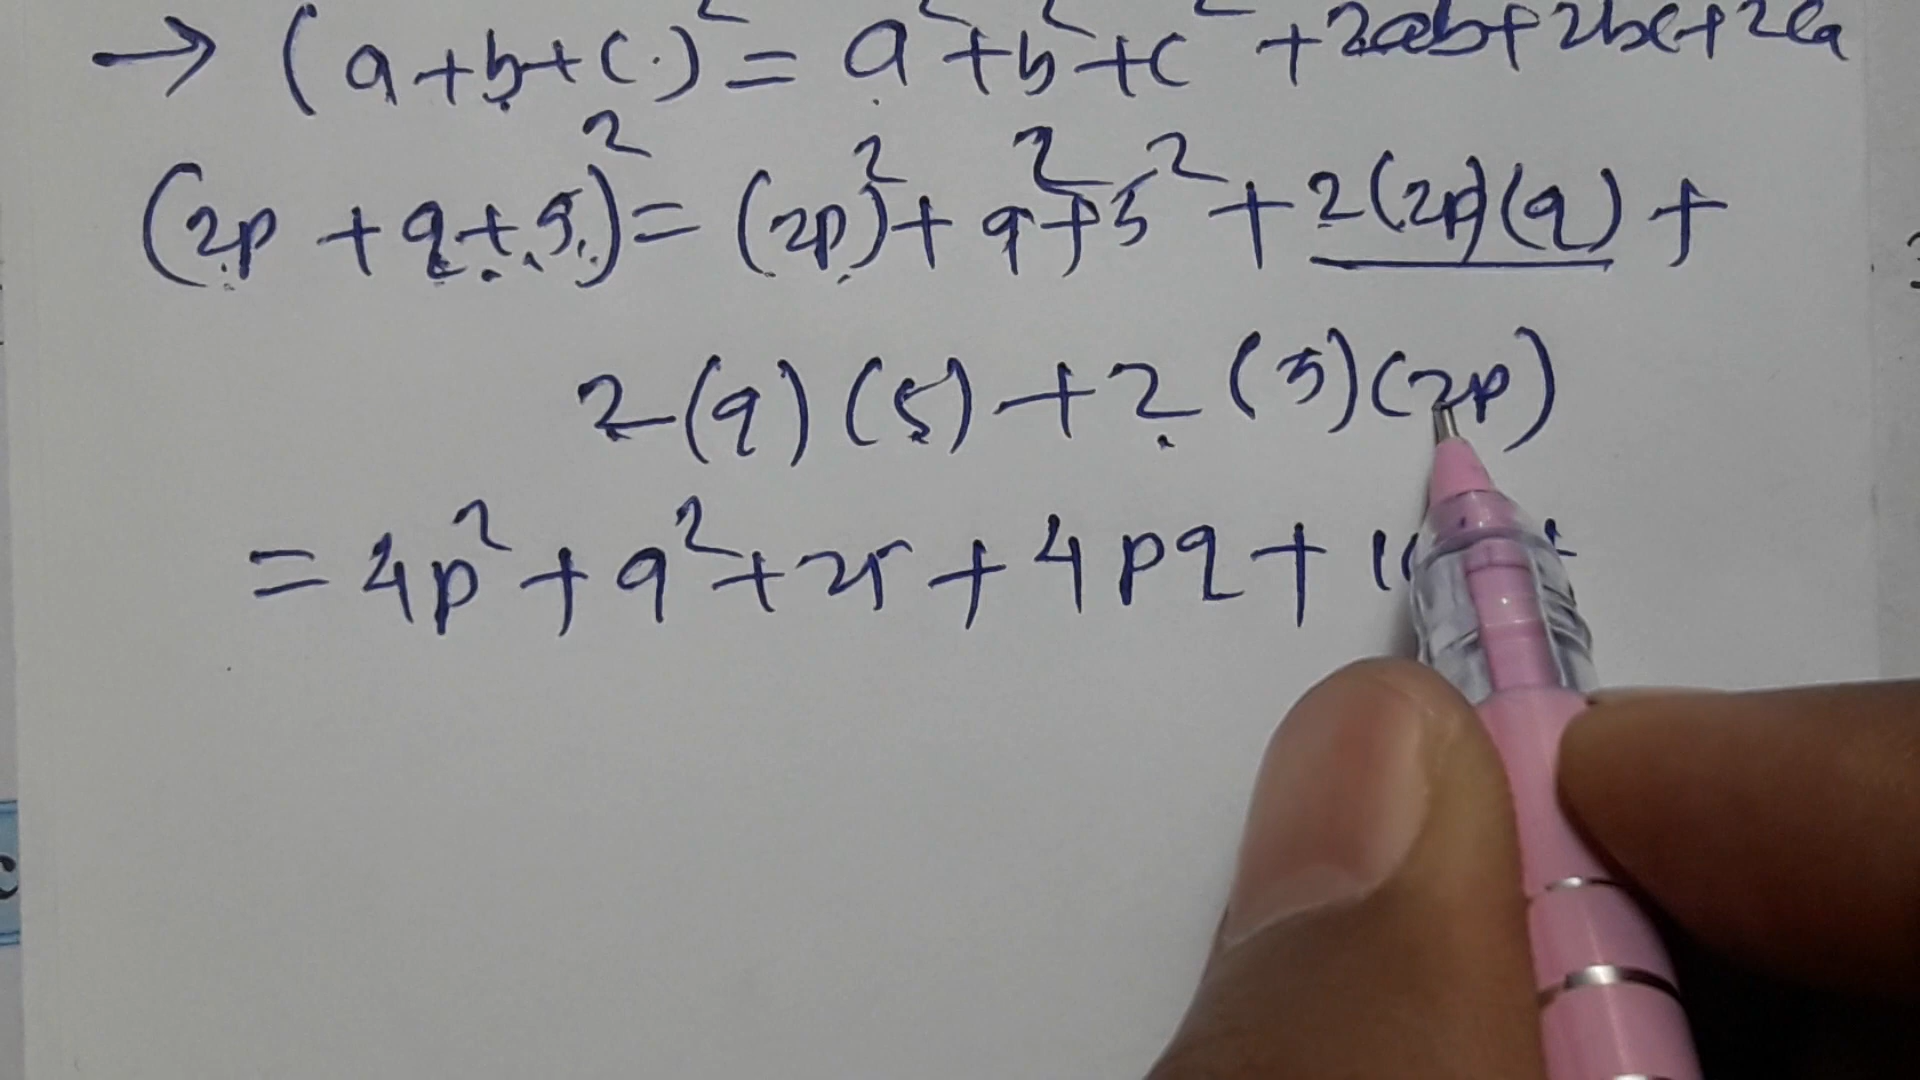 → (a+b+c.)² = a²+b²+c²+2ab+2bc+2ca
(2p+q+5)² = (2p)²+q²+5²+2(2p)(q)+
2(q)(5)+2(5)(2p)
= 4p²+q²+25+4pq+